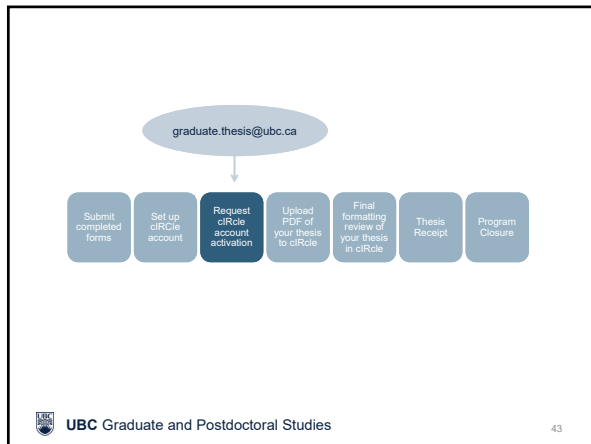 graduate.thesis@ubc.ca
Submit
completed
forms
Set up
cIRCle
account
Request
cIRcle
account
activation
Upload
PDF of
your thesis
to cIRcle
Final
formatting
review of
your thesis
in cIRcle
Thesis
Receipt
Program
Closure
UBC
UBC Graduate and Postdoctoral Studies
43